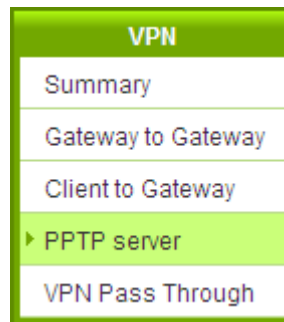 VPN
Summary
Gateway to Gateway
Client to Gateway
PPTP server
VPN Pass Through